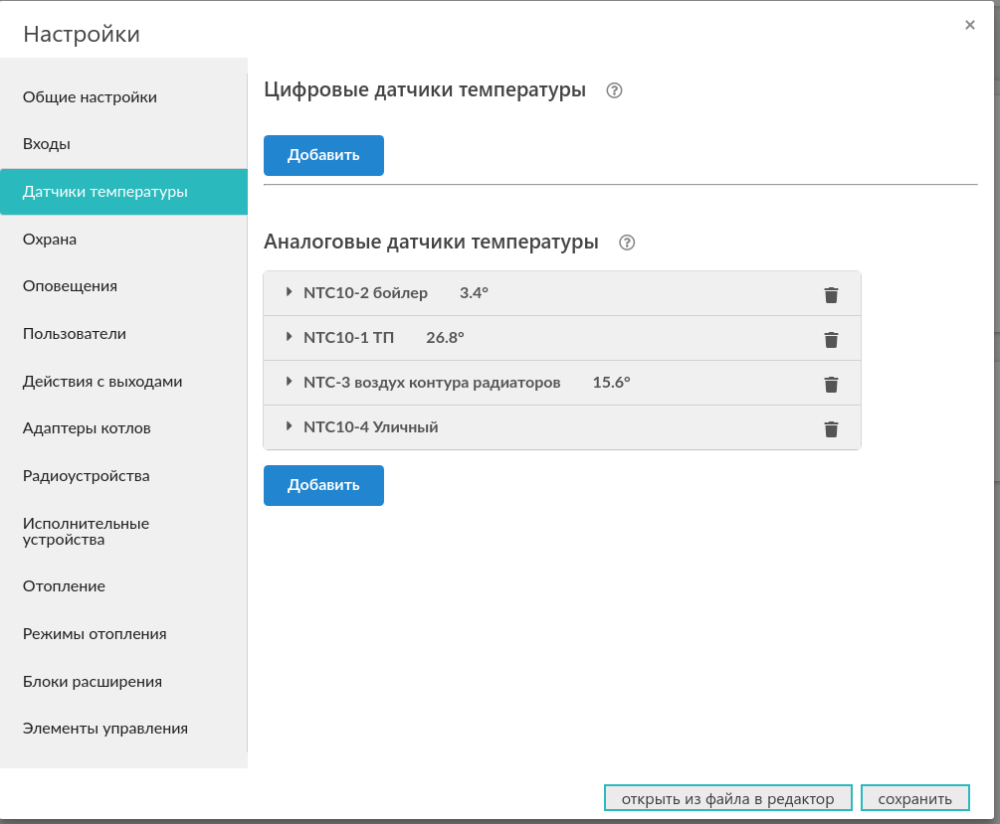 Настройки
×
Общие настройки
Входы
Датчики температуры
Охрана
Оповещения
Пользователи
Действия с выходами
Адаптеры котлов
Радиоустройства
Исполнительные
устройства
Отопление
Режимы отопления
Блоки расширения
Элементы управления
Цифровые датчики температуры ?
Добавить
Аналоговые датчики температуры ?
NTC10-2 бойлер 3.4°
NTC10-1 ТП 26.8°
NTC-3 воздух контура радиаторов 15.6°
NTC10-4 Уличный
Добавить
открыть из файла в редактор
сохранить